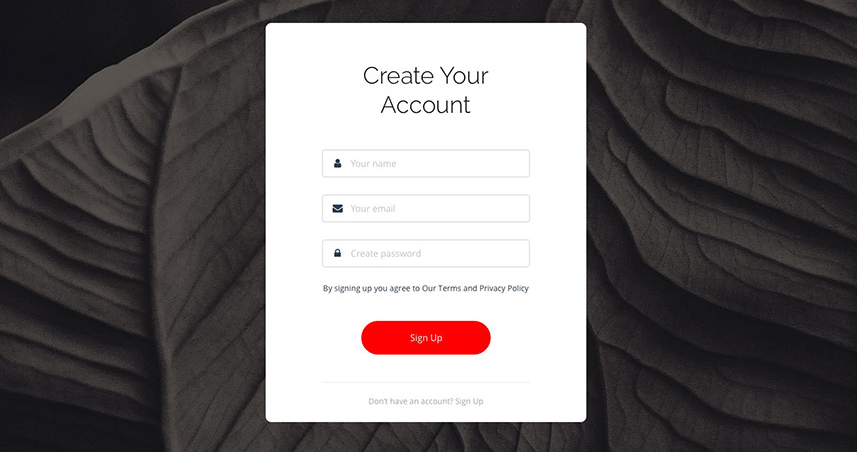 Create Your
Account
Your name
Your email
Create password
By signing up you agree to Our Terms and Privacy Policy
Sign Up
Don't have an account? Sign Up